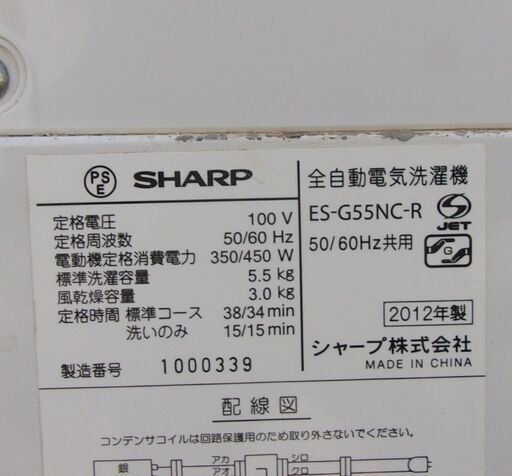 PS
E
SHARP
全自動電気洗濯機
ES-G55NC-R
JET
50/60Hz共用
G
定格電圧 100 V
定格周波数 50/60 Hz
電動機定格消費電力 350/450 W
標準洗濯容量 5.5 kg
風乾燥容量 3.0 kg
定格時間 標準コース 38/34min
洗いのみ 15/15min
製造番号 1000339
2012年製
シャープ株式会社
MADE IN CHINA
配線図
コンデンサコイルは回路保護用のため取り外さないでください。
銀 アカ コ シロ
アオ クロ